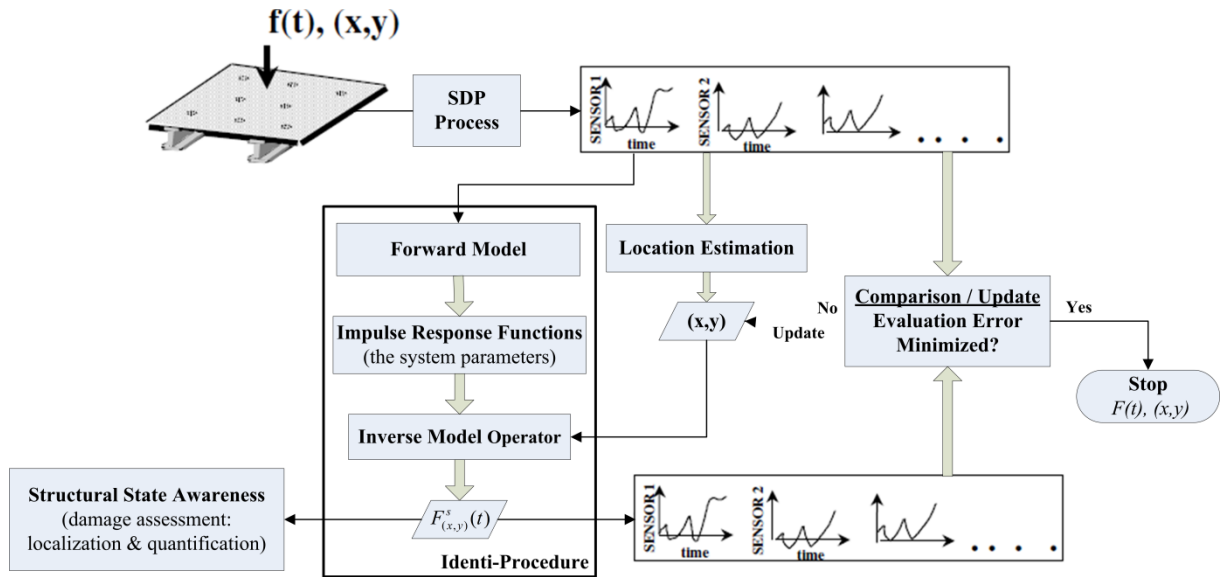 f(t), (x,y)
SDP
Process
SENSOR 1
time
SENSOR 2
time
Forward Model
Location Estimation
Impulse Response Functions
(the system parameters)
(x,y)
No
Update
Comparison / Update
Evaluation Error
Minimized?
Yes
Stop
F(t), (x,y)
Inverse Model Operator
Structural State Awareness
(damage assessment:
localization & quantification)
F^s_(x,y)(t)
Identi-Procedure
SENSOR 1
time
SENSOR 2
time